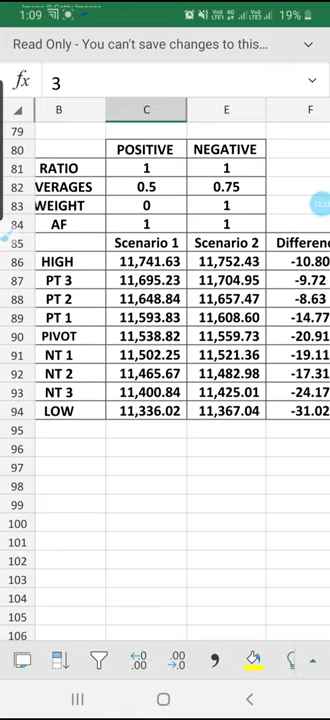 1:09 19%
Read Only - You can't save changes to this...
fx 3
B C E F
79
80 POSITIVE NEGATIVE
81 RATIO 1 1
82 VERAGES 0.5 0.75
83 WEIGHT 0 1
84 AF 1 1
85 Scenario 1 Scenario 2 Differenc
86 HIGH 11,741.63 11,752.43 -10.80
87 PT 3 11,695.23 11,704.95 -9.72
88 PT 2 11,648.84 11,657.47 -8.63
89 PT 1 11,593.83 11,608.60 -14.77
90 PIVOT 11,538.82 11,559.73 -20.91
91 NT 1 11,502.25 11,521.36 -19.11
92 NT 2 11,465.67 11,482.98 -17.31
93 NT 3 11,400.84 11,425.01 -24.17
94 LOW 11,336.02 11,367.04 -31.02
95
96
97
98
99
100
101
102
103
104
105
106
←0 .00
.00 →.0